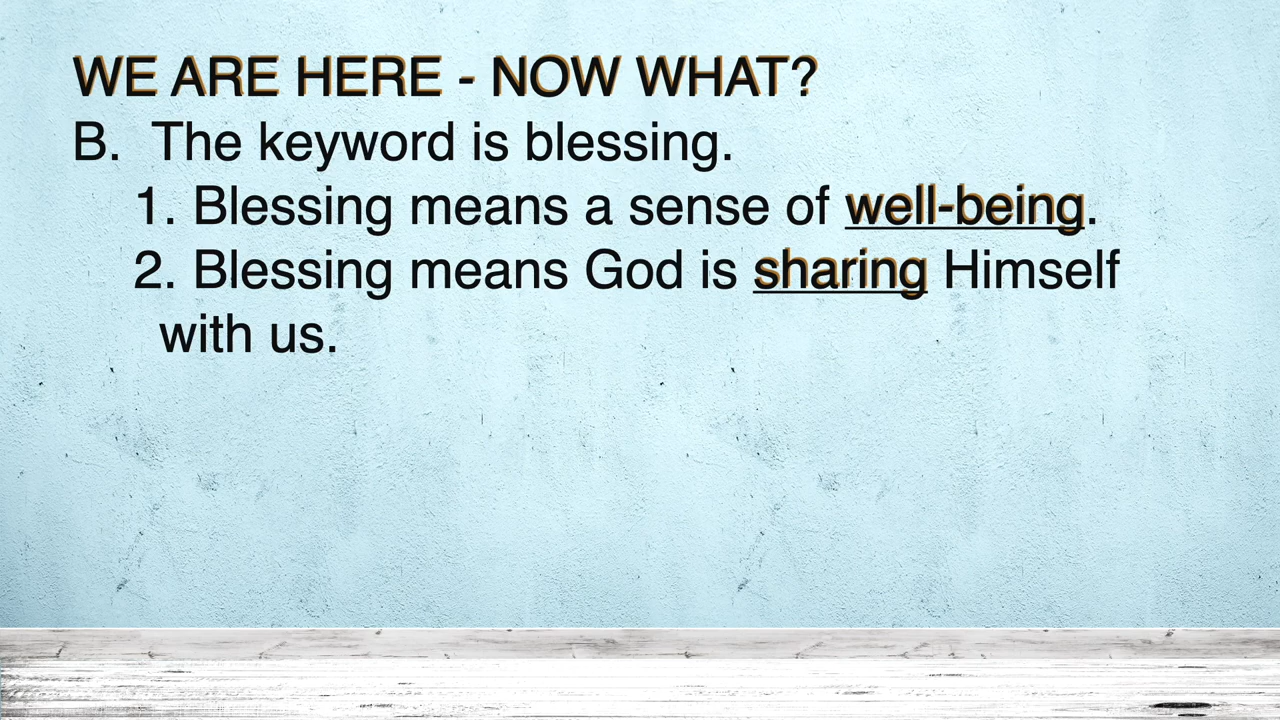 WE ARE HERE - NOW WHAT?
B. The keyword is blessing.
1. Blessing means a sense of well-being.
2. Blessing means God is sharing Himself
with us.